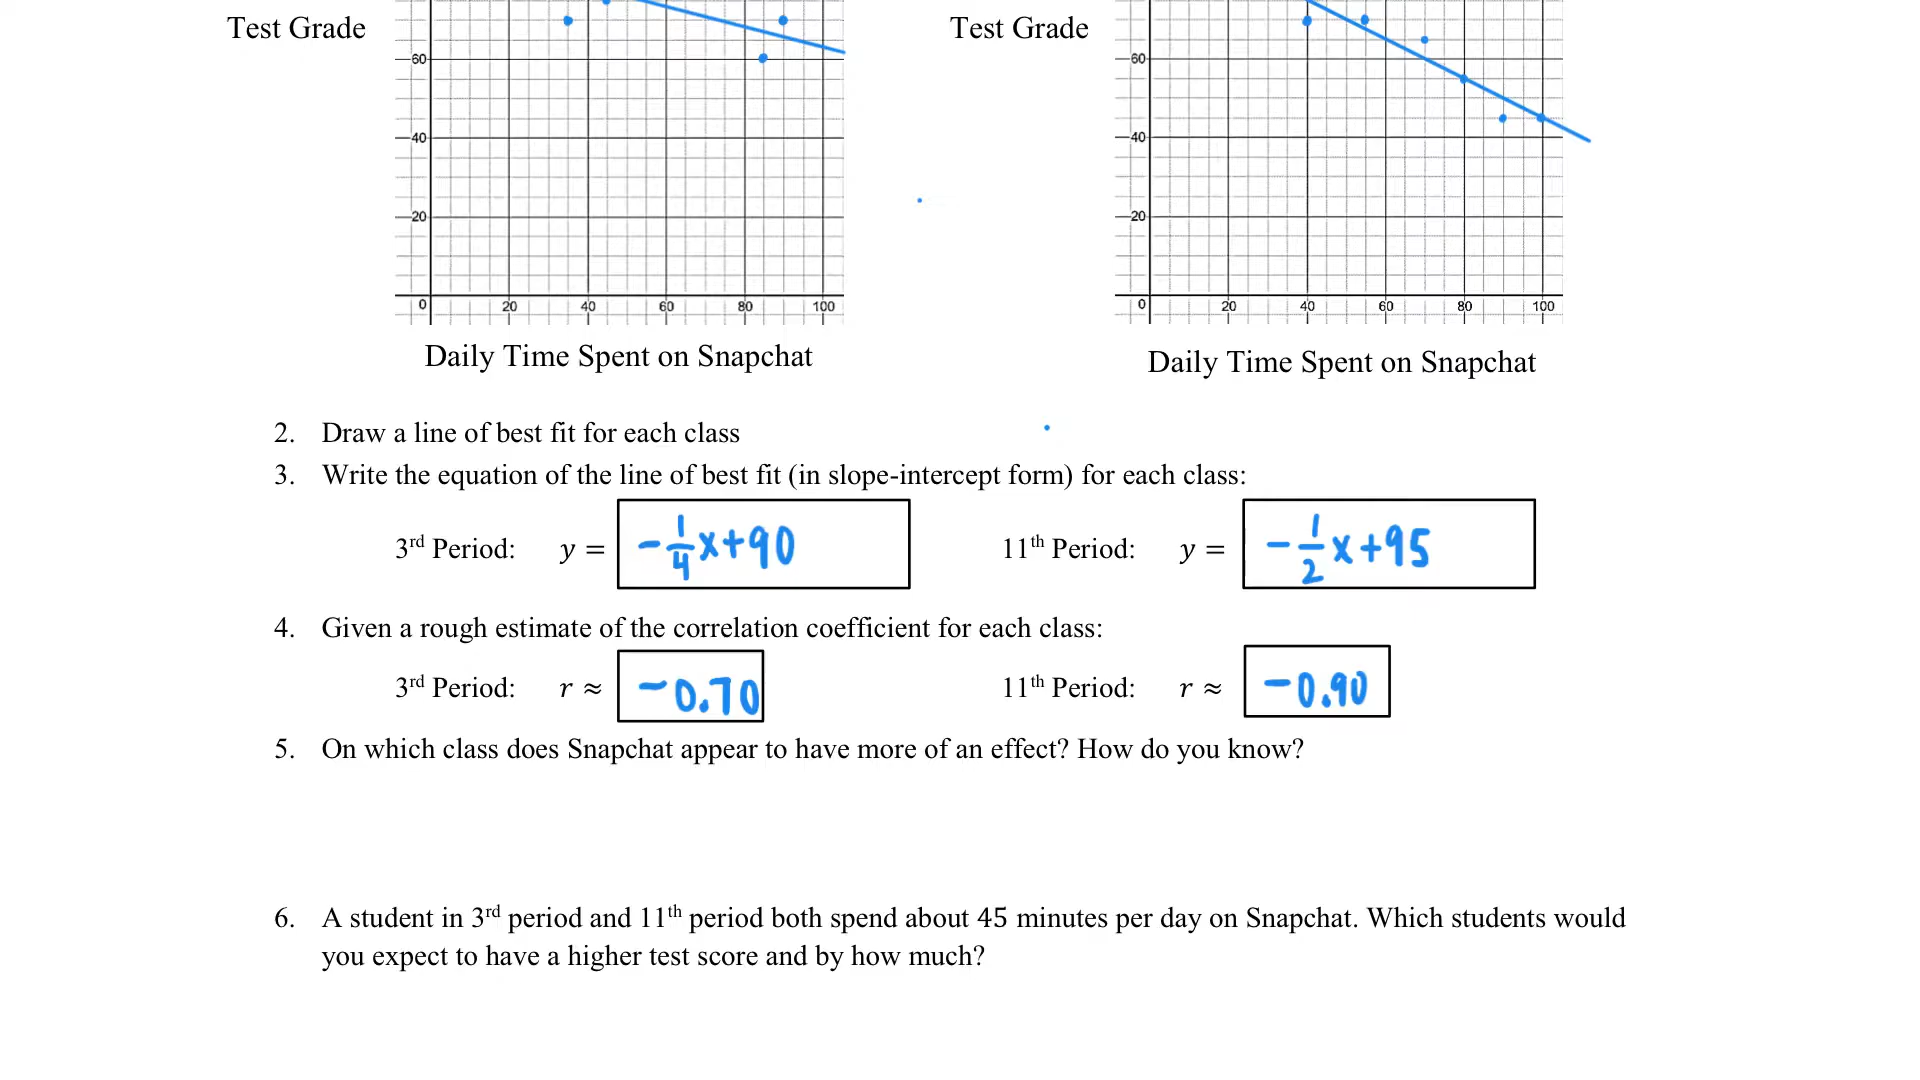 Test Grade Test Grade
60 60
40 40
20 20
0 20 40 60 80 100 0 20 40 60 80 100
Daily Time Spent on Snapchat Daily Time Spent on Snapchat
2. Draw a line of best fit for each class
3. Write the equation of the line of best fit (in slope-intercept form) for each class:
3rd Period: y = -1/4x+90 11th Period: y = -1/2x+95
4. Given a rough estimate of the correlation coefficient for each class:
3rd Period: r ≈ -0.70 11th Period: r ≈ -0.90
5. On which class does Snapchat appear to have more of an effect? How do you know?
6. A student in 3rd period and 11th period both spend about 45 minutes per day on Snapchat. Which students would
you expect to have a higher test score and by how much?